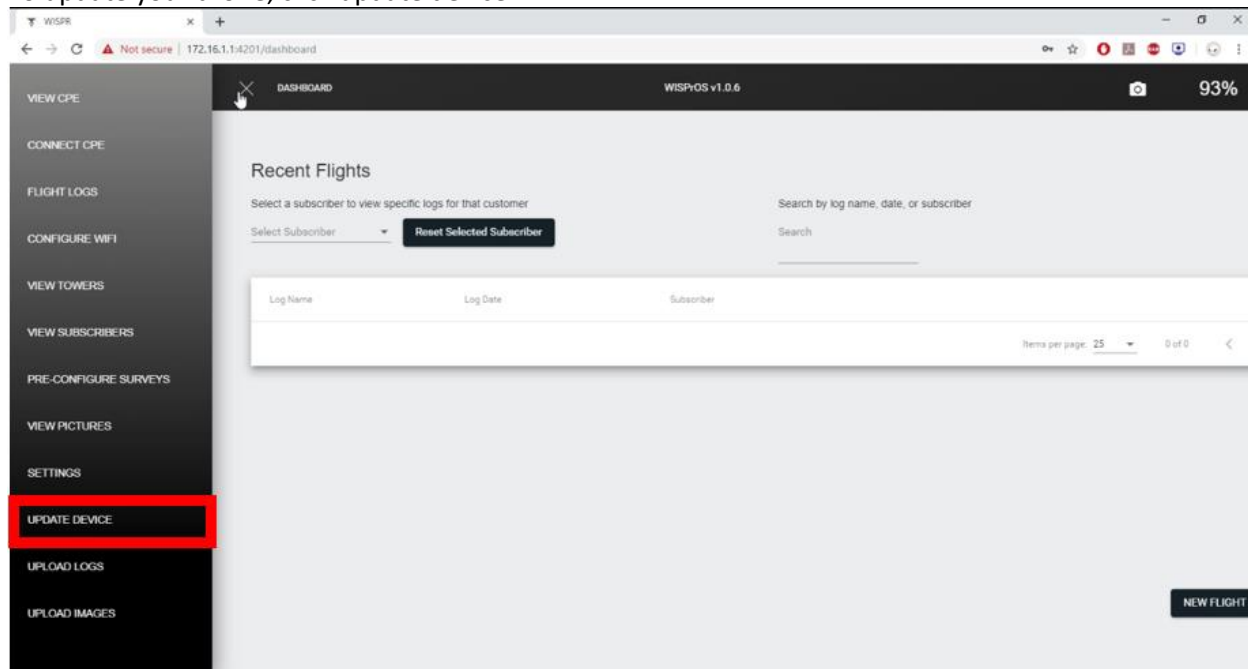 WISPR
Not secure | 172.16.1.1:4201/dashboard
DASHBOARD
WISPrOS v1.0.6
93%
VIEW CPE
CONNECT CPE
FLIGHT LOGS
CONFIGURE WIFI
VIEW TOWERS
VIEW SUBSCRIBERS
PRE-CONFIGURE SURVEYS
VIEW PICTURES
SETTINGS
UPDATE DEVICE
UPLOAD LOGS
UPLOAD IMAGES
Recent Flights
Select a subscriber to view specific logs for that customer
Select Subscriber
Reset Selected Subscriber
Search by log name, date, or subscriber
Search
Log Name Log Date Subscriber
Items per page: 25 0 of 0
NEW FLIGHT